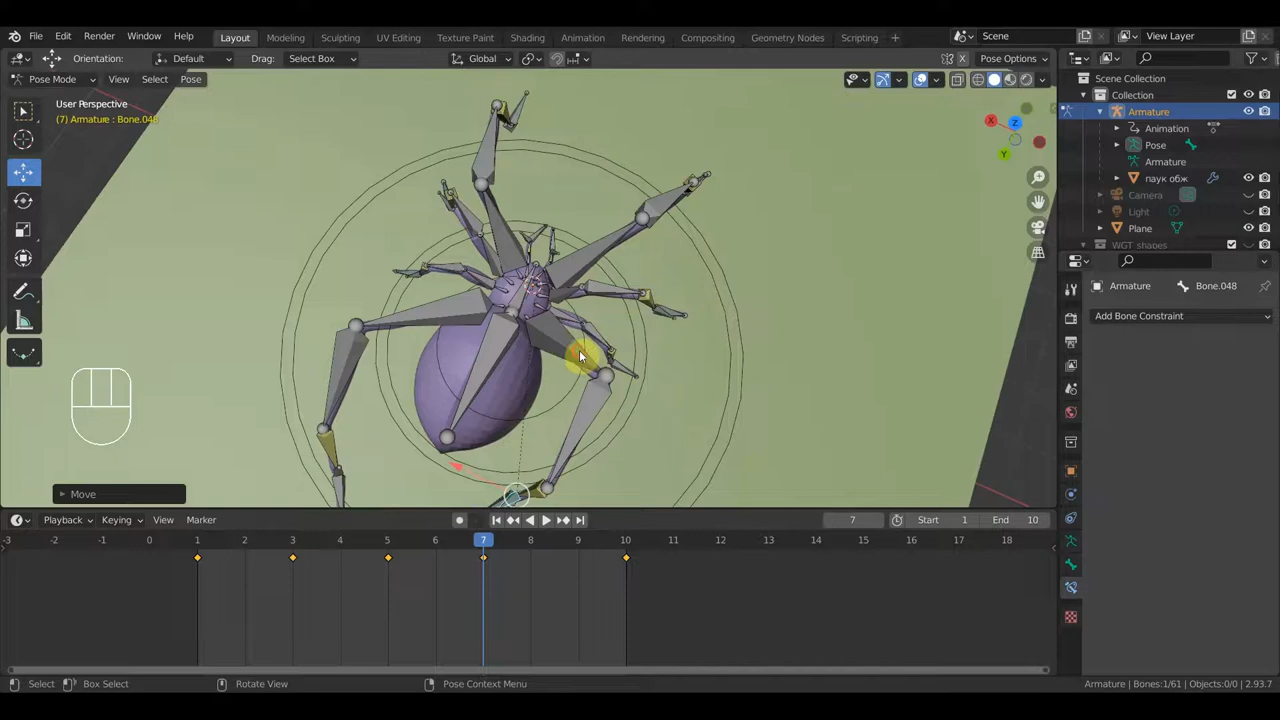 File Edit Render Window Help Layout Modeling Sculpting UV Editing Texture Paint Shading Animation Rendering Compositing Geometry Nodes Scripting + Scene View Layer
Orientation: Default Drag: Select Box Global X Pose Options
Pose Mode View Select Pose
User Perspective
(7) Armature : Bone.048
X
Z
Y
Scene Collection
Collection
Armature
Animation
Pose
Armature
паук обж
Camera
Light
Plane
WGT_shapes
Armature Bone.048
Add Bone Constraint
Move
Playback Keying View Marker 7 Start 1 End 10
-3 -2 -1 0 1 2 3 4 5 6 7 8 9 10 11 12 13 14 15 16 17 18
Select Box Select Rotate View Pose Context Menu Armature | Bones:1/61 | Objects:0/0 | 2.93.7